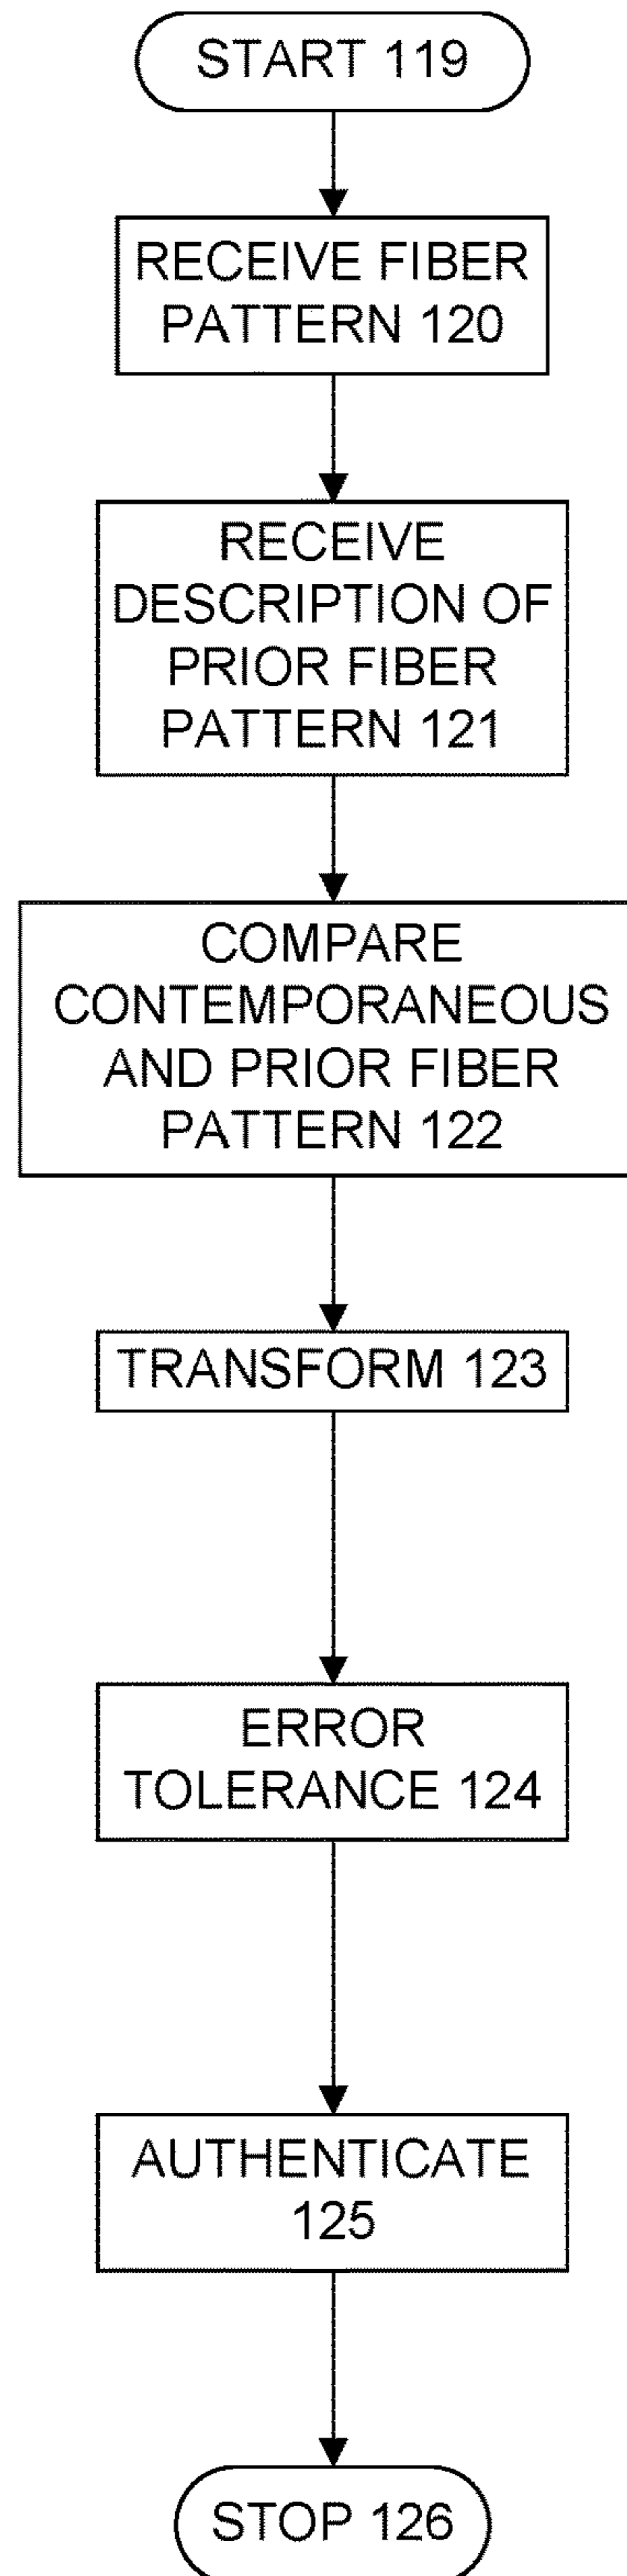 START 119
RECEIVE FIBER
PATTERN 120
RECEIVE
DESCRIPTION OF
PRIOR FIBER
PATTERN 121
COMPARE
CONTEMPORANEOUS
AND PRIOR FIBER
PATTERN 122
TRANSFORM 123
ERROR
TOLERANCE 124
AUTHENTICATE
125
STOP 126